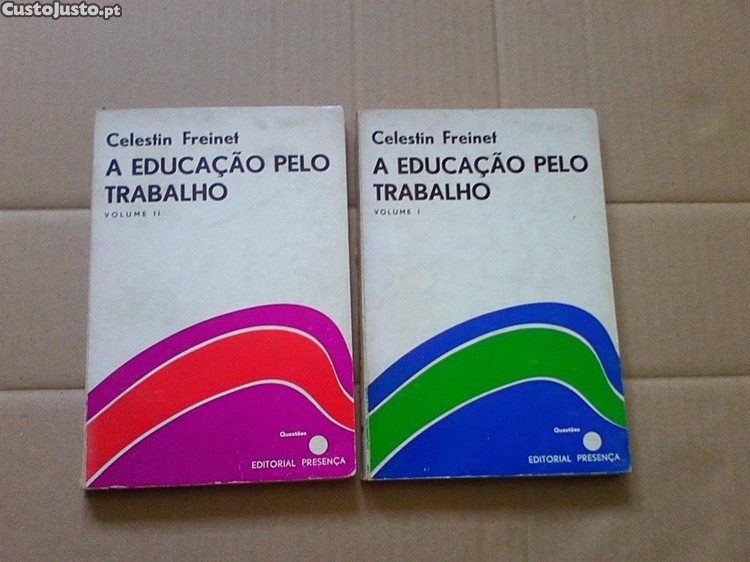 CustoJusto.pt
Celestin Freinet
A EDUCAÇÃO PELO
TRABALHO
VOLUME II
Questões
EDITORIAL PRESENÇA
Celestin Freinet
A EDUCAÇÃO PELO
TRABALHO
VOLUME I
Questões
EDITORIAL PRESENÇA